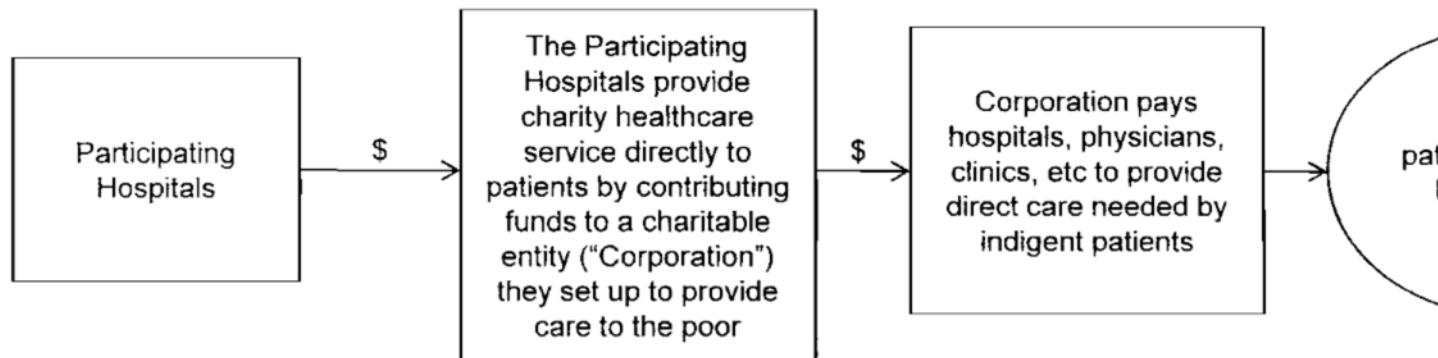 Participating
Hospitals
$
The Participating
Hospitals provide
charity healthcare
service directly to
patients by contributing
funds to a charitable
entity (“Corporation”)
they set up to provide
care to the poor
$
Corporation pays
hospitals, physicians,
clinics, etc to provide
direct care needed by
indigent patients